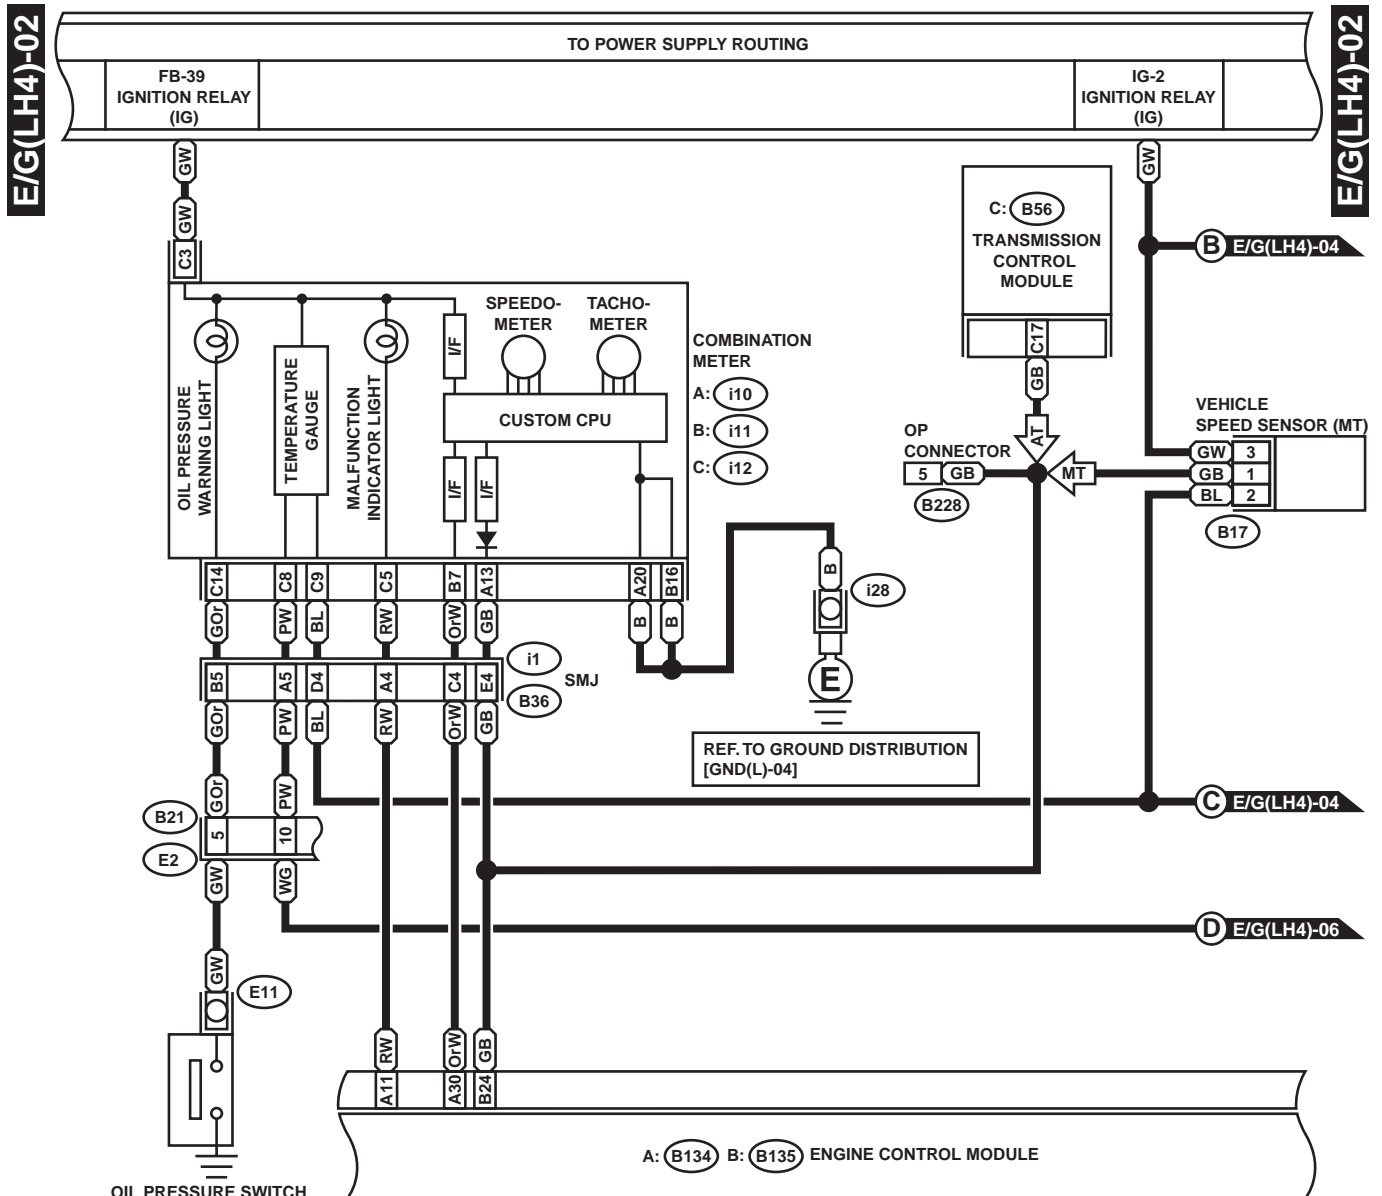 E/G(LH4)-02
E/G(LH4)-02
TO POWER SUPPLY ROUTING
FB-39
IGNITION RELAY
(IG)
IG-2
IGNITION RELAY
(IG)
GW
GW
C3
GW
C: B56
TRANSMISSION
CONTROL
MODULE
C17
GB
AT
B E/G(LH4)-04
OIL PRESSURE
WARNING LIGHT
TEMPERATURE
GAUGE
MALFUNCTION
INDICATOR LIGHT
I/F
SPEEDO-
METER
TACHO-
METER
CUSTOM CPU
I/F
I/F
COMBINATION
METER
A: i10
B: i11
C: i12
OP
CONNECTOR
5 GB
B228
MT
VEHICLE
SPEED SENSOR (MT)
GW 3
GB 1
BL 2
B17
C14 C8 C9 C5 B7 A13 A20 B16
GOr PW BL RW OrW GB B B
B
i28
E
i1
B36
SMJ
B5 A5 D4 A4 C4 E4
GOr PW BL RW OrW GB
REF. TO GROUND DISTRIBUTION
[GND(L)-04]
GOr PW
B21
E2
5 10
GW WG
C E/G(LH4)-04
D E/G(LH4)-06
GW
E11
RW OrW GB
A11 A30 B24
A: B134 B: B135 ENGINE CONTROL MODULE
OIL PRESSURE SWITCH